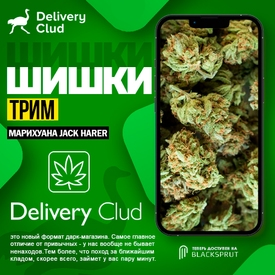 Delivery
Clud
ШИШКИ
ТРИМ
МАРИХУАНА JACK HARER
Delivery Clud
это новый формат дарк-магазина. Самое главное
отличие от привычных - у нас вообще не бывает
ненаходов.Тем более, что поход за ближайшим
кладом, скорее всего, займет у вас пару минут.
ТЕПЕРЬ ДОСТУПЕН НА
BLACKSPRUT